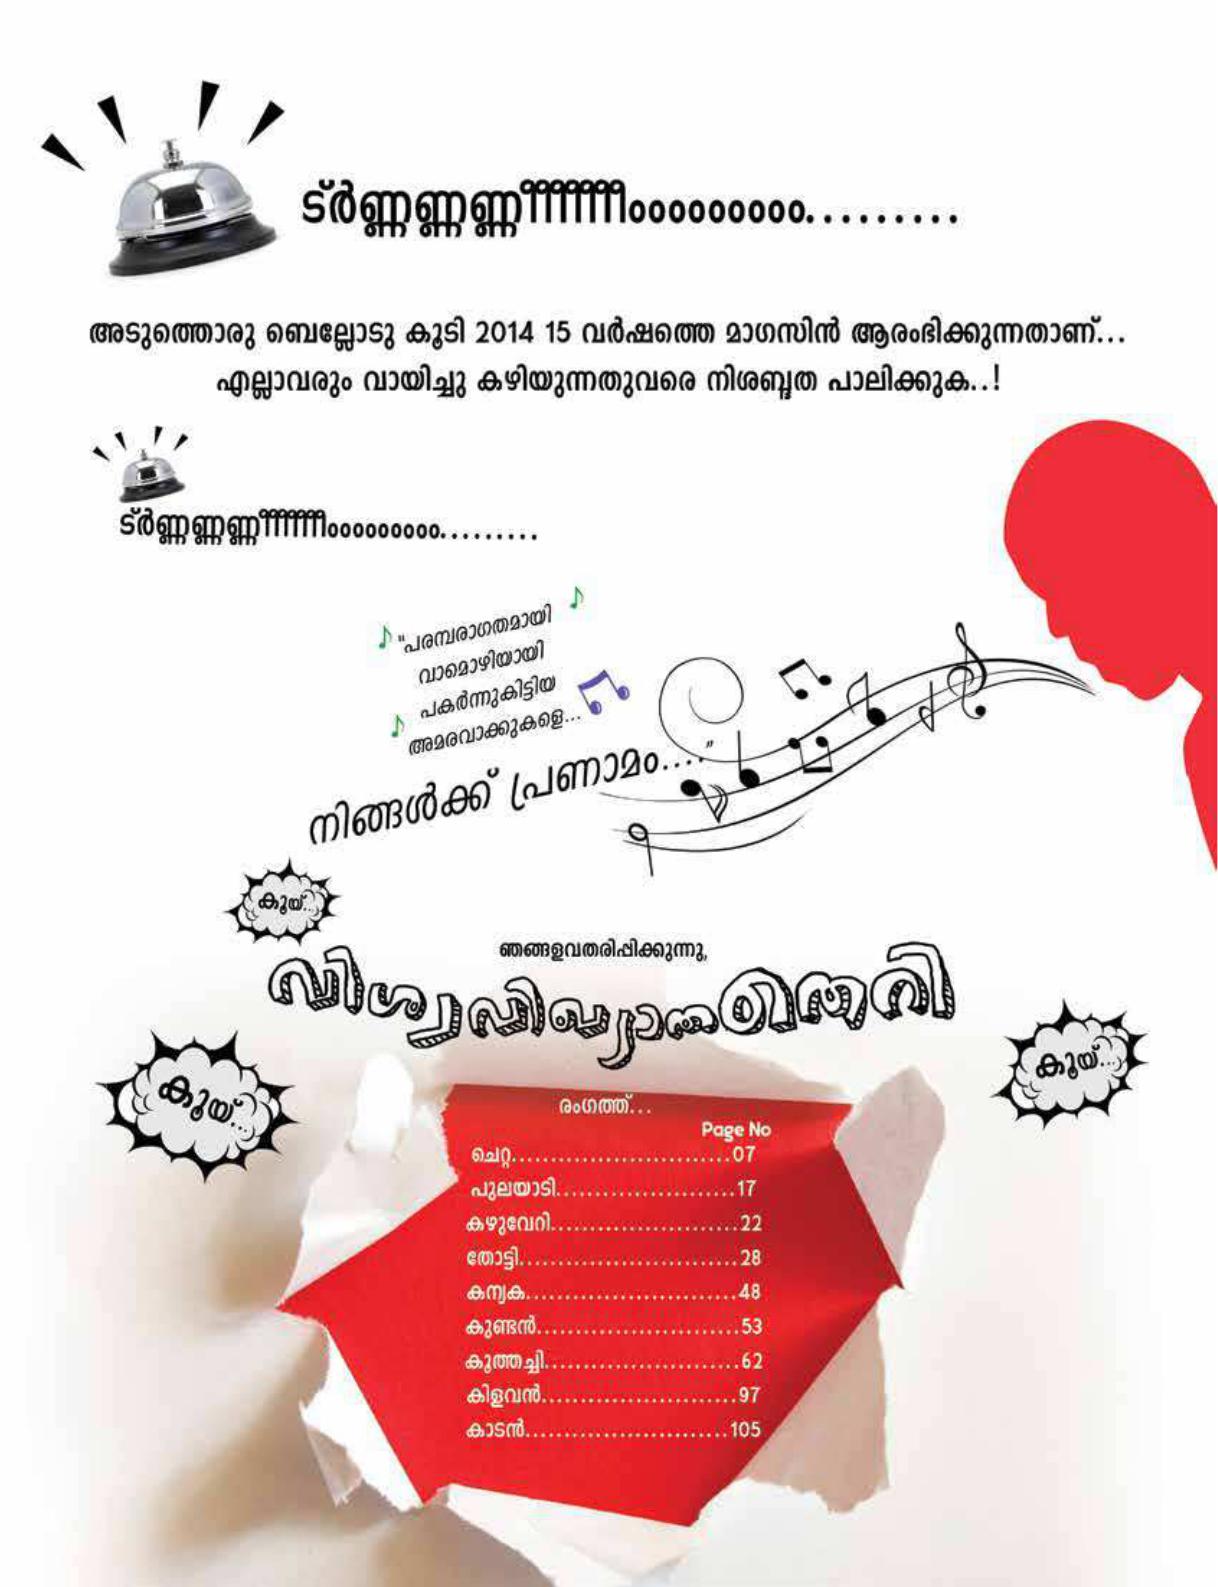 ട്ർണ്ണണ്ണണ്ണീീീീീീംംംംംംംംം.........
അടുത്തൊരു ബെല്ലോടു കൂടി 2014 15 വർഷത്തെ മാഗസിൻ ആരംഭിക്കുന്നതാണ്...
എല്ലാവരും വായിച്ചു കഴിയുന്നതുവരെ നിശബ്ദത പാലിക്കുക..!
ട്ർണ്ണണ്ണണ്ണീീീീീീംംംംംംംംം.........
"പരമ്പരാഗതമായി
വാമൊഴിയായി
പകർന്നുകിട്ടിയ
അമരവാക്കുകളെ...
നിങ്ങൾക്ക് പ്രണാമം...."
കൂയ്...
ഞങ്ങളവതരിപ്പിക്കുന്നു,
വിശ്വവിഖ്യാതതെറി
കൂയ്...
കൂയ്...
രംഗത്ത്...
Page No
ചെറ്റ...........................07
പുലയാടി......................17
കഴുവേറി.......................22
തോട്ടി...........................28
കന്യക..........................48
കുണ്ടൻ.........................53
കൂത്തച്ചി........................62
കിളവൻ........................97
കാടൻ.........................105